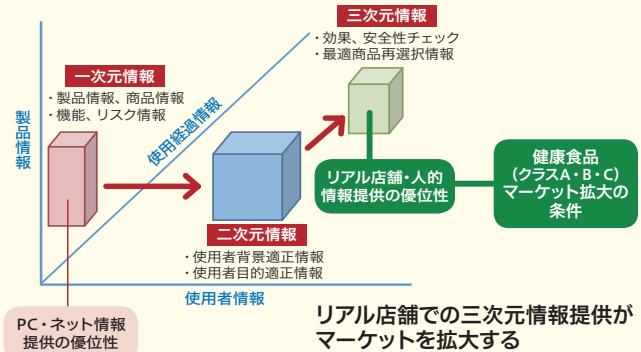 三次元情報
・効果、安全性チェック
・最適商品再選択情報
一次元情報
・製品情報、商品情報
・機能、リスク情報
製品情報
使用経過情報
リアル店舗・人的
情報提供の優位性
健康食品
（クラスA・B・C）
マーケット拡大の
条件
二次元情報
・使用者背景適正情報
・使用者目的適正情報
使用者情報
PC・ネット情報
提供の優位性
リアル店舗での三次元情報提供が
マーケットを拡大する